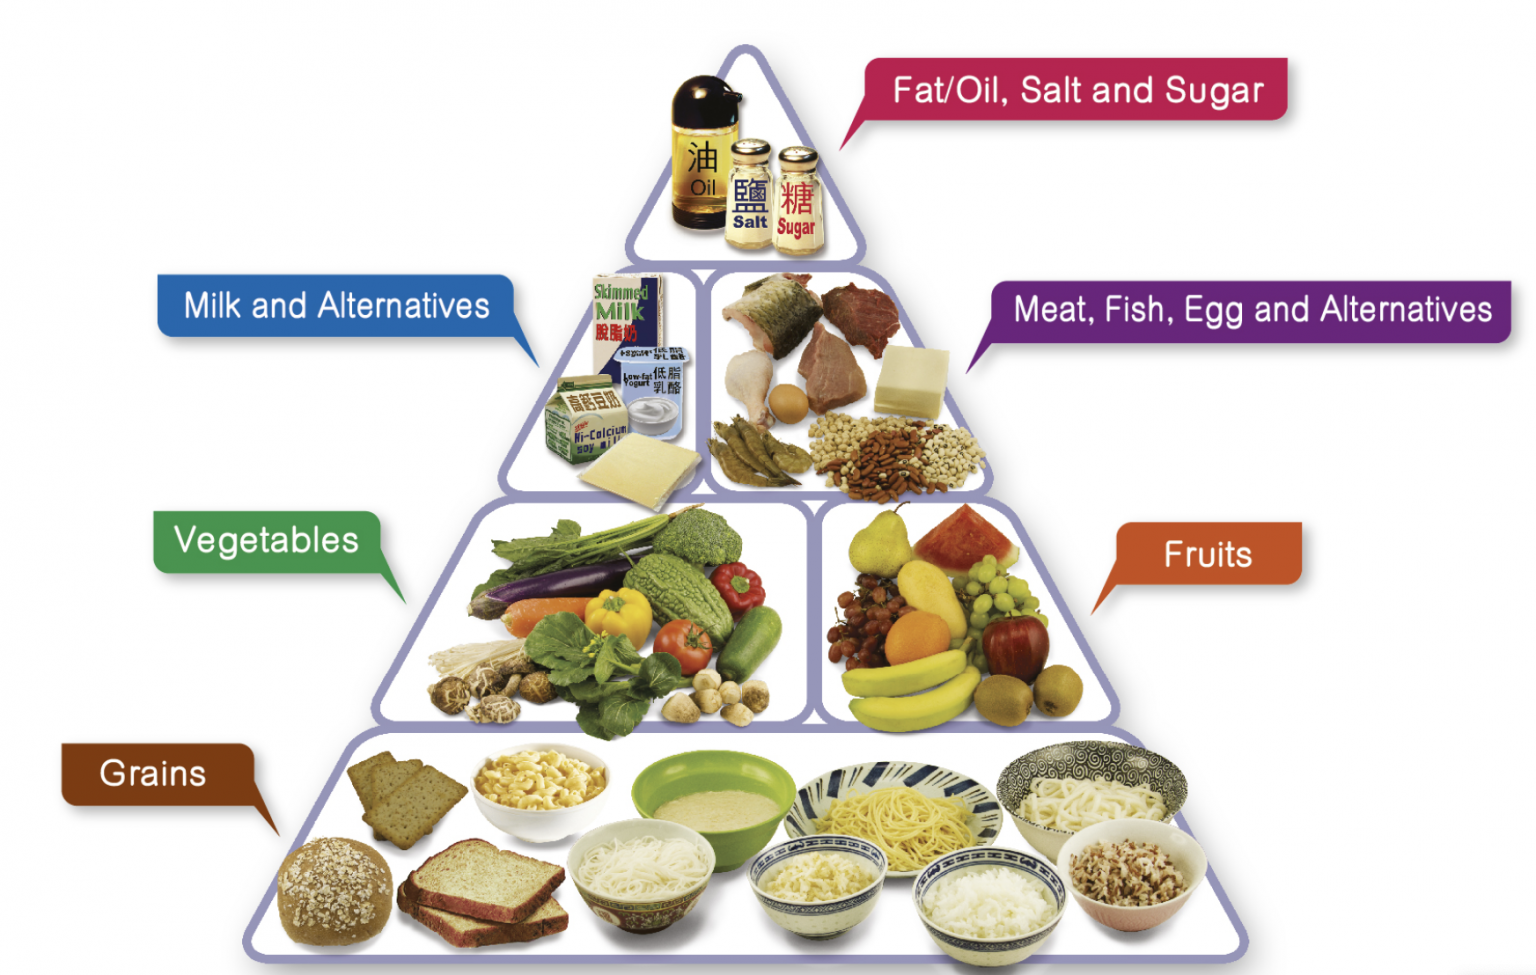 Fat/Oil, Salt and Sugar
油
Oil
鹽
Salt
糖
Sugar
Milk and Alternatives
Meat, Fish, Egg and Alternatives
Skimmed
Milk
脫脂奶
Low-fat
Yogurt
低脂
乳酪
高鈣豆奶
Hi-Calcium
soy milk
Vegetables
Fruits
Grains